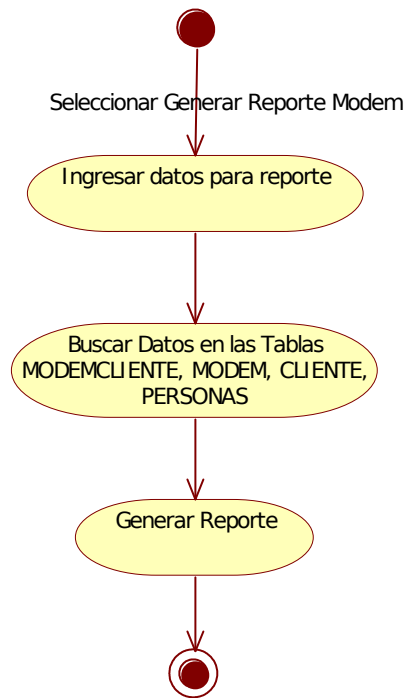 Seleccionar Generar Reporte Modem
Ingresar datos para reporte
Buscar Datos en las Tablas
MODEMCLIENTE, MODEM, CLIENTE,
PERSONAS
Generar Reporte